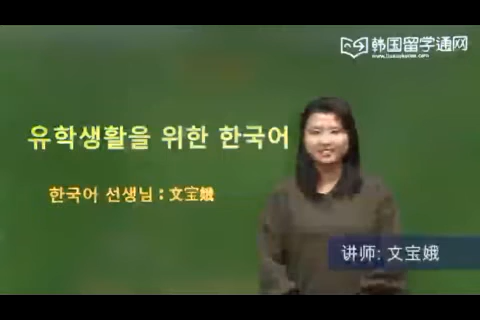 韩国留学通网
유학생활을 위한 한국어
한국어 선생님 : 文宝娥
讲师: 文宝娥